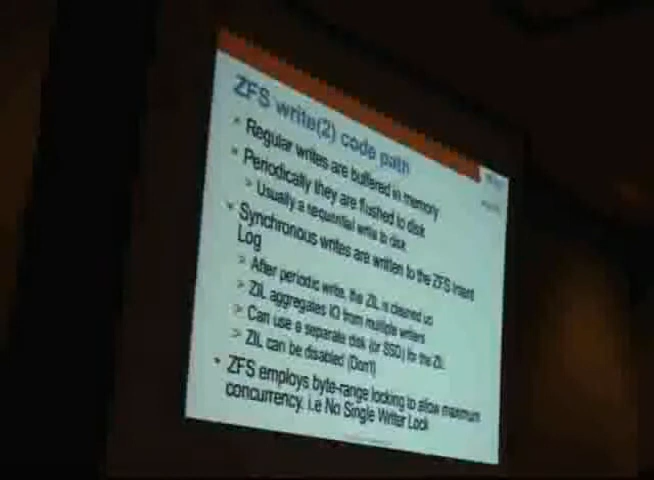 ZFS write(2) code path
• Regular writes are buffered in memory
• Periodically they are flushed to disk
> Usually a sequential write to disk
• Synchronous writes are written to the ZFS Intent
Log
> After periodic write, the ZIL is cleaned up
> ZIL aggregates IO from multiple writers
> Can use a separate disk (or SSD) for the ZIL
> ZIL can be disabled (Don't)
• ZFS employs byte-range locking to allow maximum
concurrency. i.e No Single Writer Lock